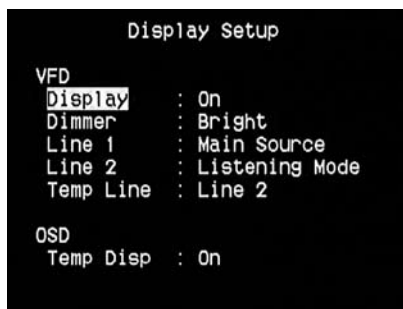 Display Setup
VFD
Display : On
Dimmer : Bright
Line 1 : Main Source
Line 2 : Listening Mode
Temp Line : Line 2
OSD
Temp Disp : On